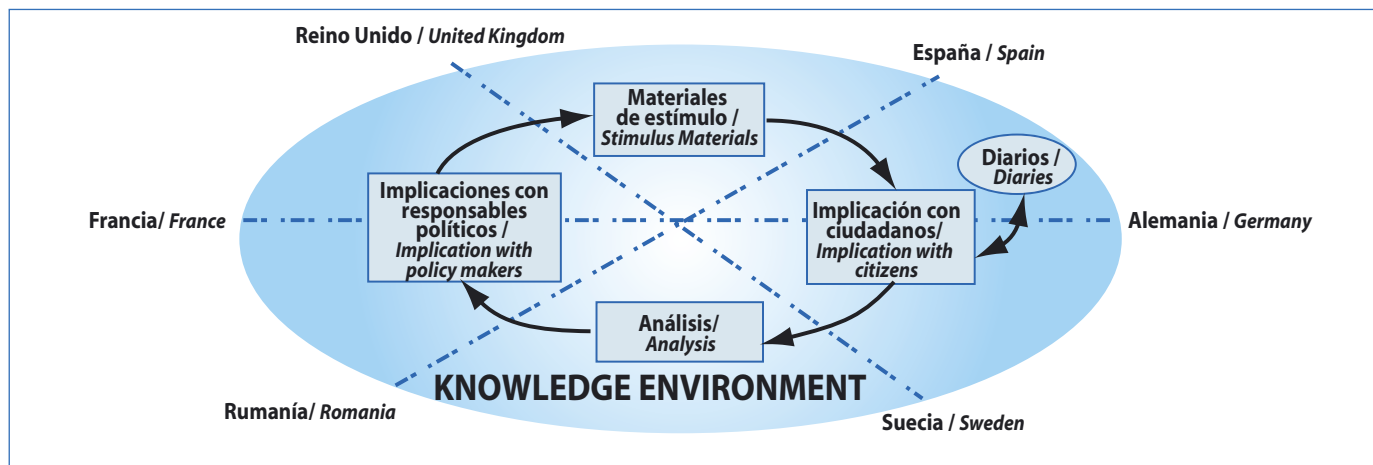 Reino Unido / United Kingdom
España / Spain
Materiales
de estímulo /
Stimulus Materials
Diarios /
Diaries
Implicaciones con
responsables
políticos /
Implication with
policy makers
Implicación con
ciudadanos/
Implication with
citizens
Francia/ France
Alemania / Germany
Análisis/
Analysis
KNOWLEDGE ENVIRONMENT
Rumanía/ Romania
Suecia / Sweden